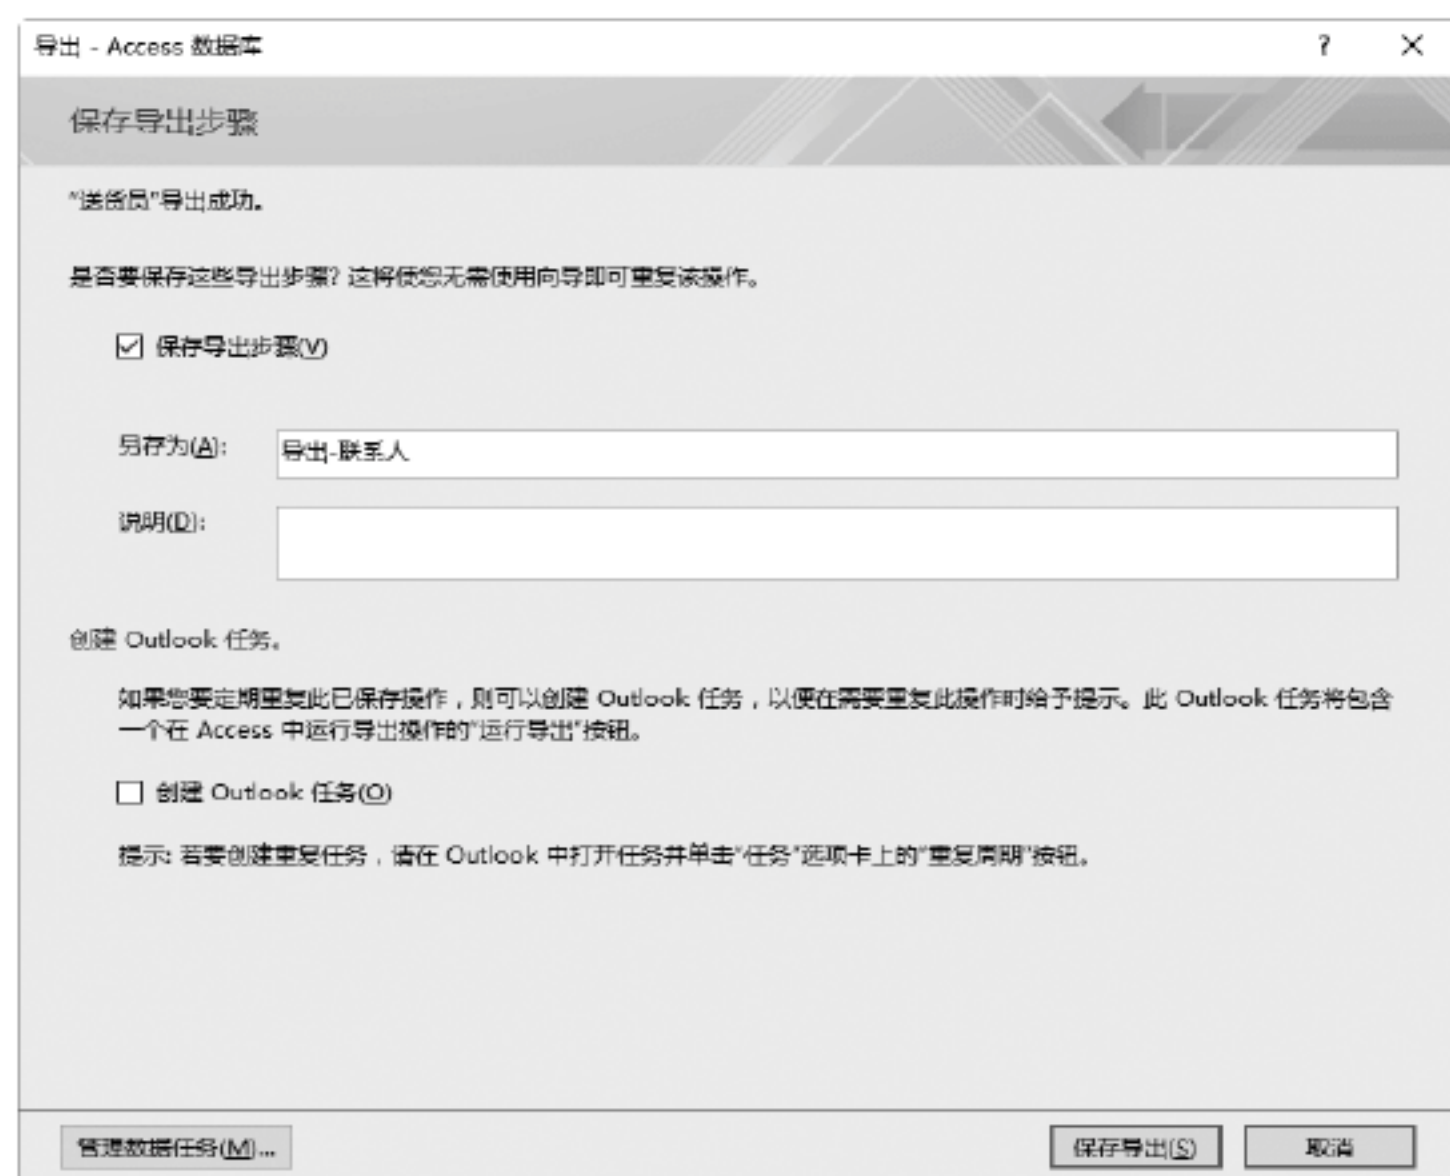 导出 - Access 数据库
?
保存导出步骤
“送货员”导出成功。
是否要保存这些导出步骤? 这将使您无需使用向导即可重复该操作。
保存导出步骤(V)
另存为(A):
导出-联系人
说明(D):
创建 Outlook 任务。
如果您要定期重复此已保存操作，则可以创建 Outlook 任务，以便在需要重复此操作时给予提示。此 Outlook 任务将包含
一个在 Access 中运行导出操作的“运行导出”按钮。
创建 Outlook 任务(O)
提示: 若要创建重复任务，请在 Outlook 中打开任务并单击“任务”选项卡上的“重复周期”按钮。
管理数据任务(M)...
保存导出(S)
取消